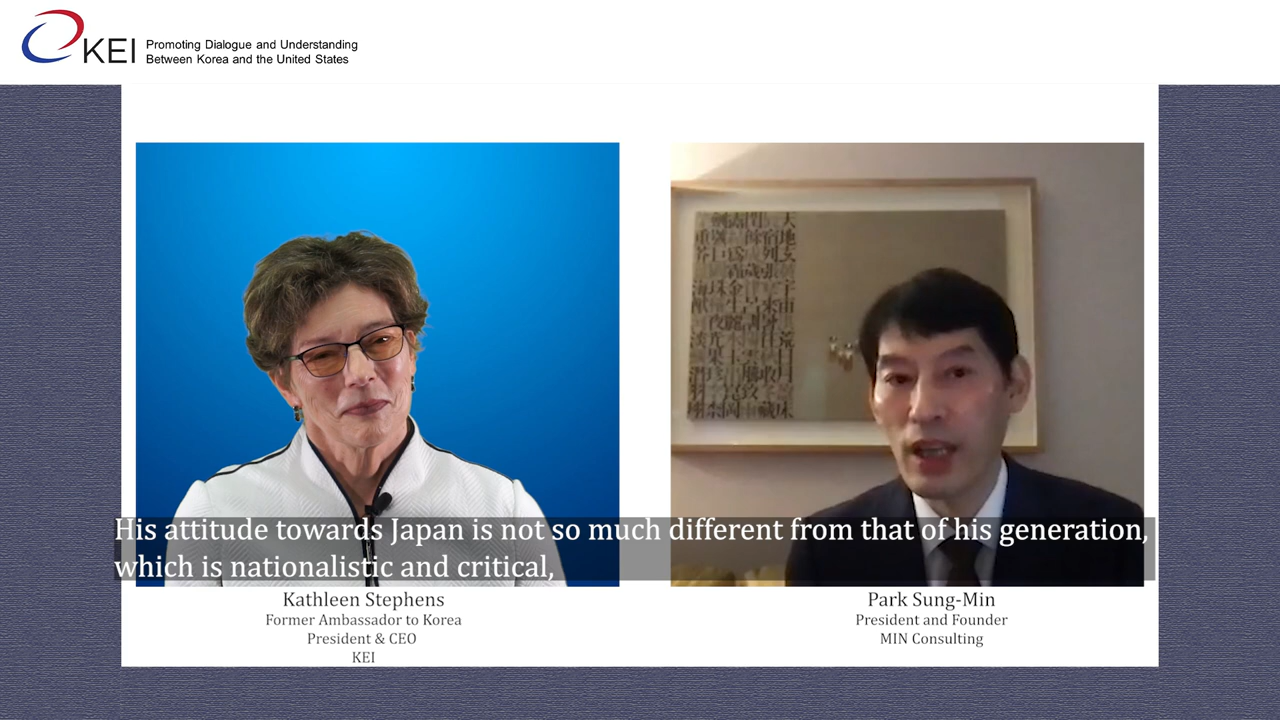 KEI
Promoting Dialogue and Understanding
Between Korea and the United States
His attitude towards Japan is not so much different from that of his generation,
which is nationalistic and critical,
Kathleen Stephens
Former Ambassador to Korea
President & CEO
KEI
Park Sung-Min
President and Founder
MIN Consulting